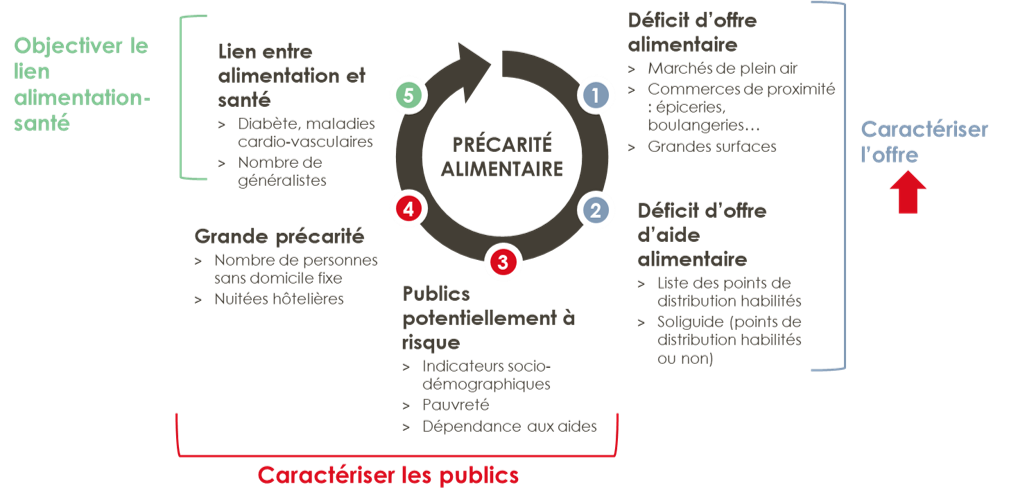 Objectiver le
lien
alimentation-
santé
Lien entre
alimentation et
santé
> Diabète, maladies
cardio-vasculaires
> Nombre de
généralistes
5
PRÉCARITÉ
ALIMENTAIRE
1
Déficit d'offre
alimentaire
> Marchés de plein air
> Commerces de proximité
: épiceries,
boulangeries…
> Grandes surfaces
Caractériser
l'offre
2
Déficit d'offre
d'aide
alimentaire
> Liste des points de
distribution habilités
> Soliguide (points de
distribution habilités
ou non)
3
Publics
potentiellement à
risque
> Indicateurs socio-
démographiques
> Pauvreté
> Dépendance aux aides
4
Grande précarité
> Nombre de personnes
sans domicile fixe
> Nuitées hôtelières
Caractériser les publics